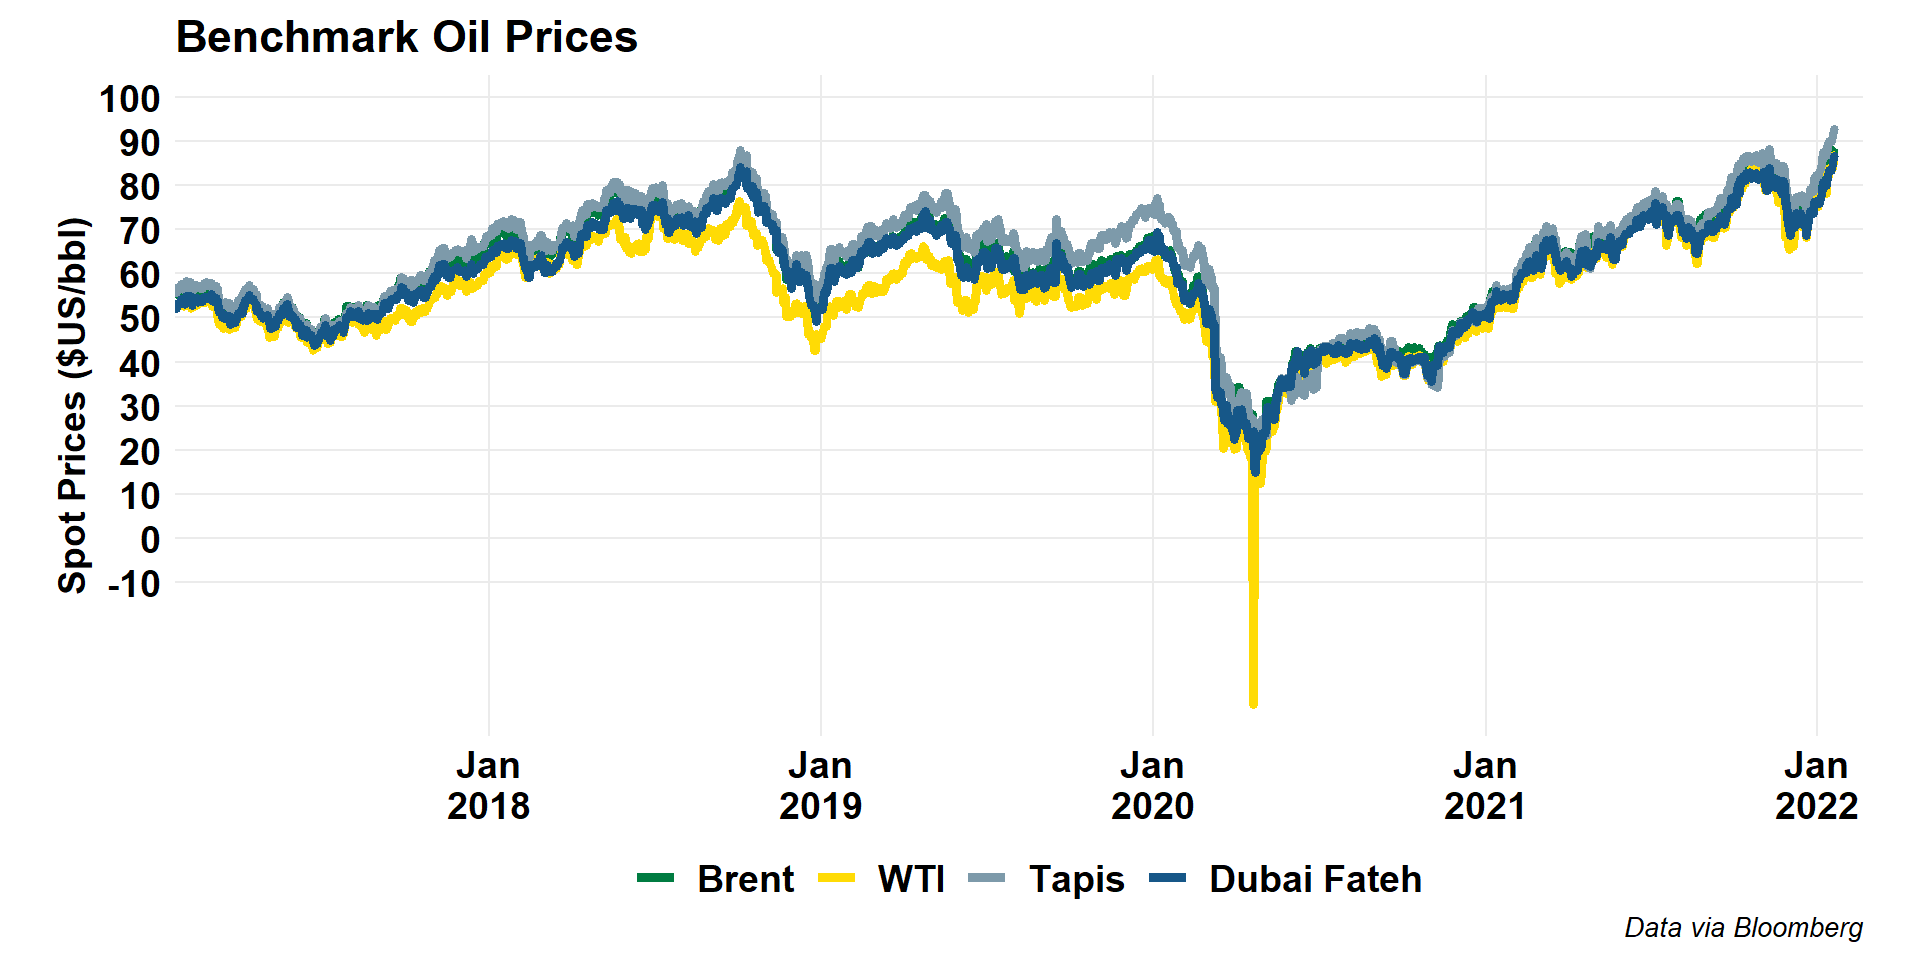 Benchmark Oil Prices
Spot Prices ($US/bbl)
100
90
80
70
60
50
40
30
20
10
0
-10
Jan
2018
Jan
2019
Jan
2020
Jan
2021
Jan
2022
Brent
WTI
Tapis
Dubai Fateh
Data via Bloomberg